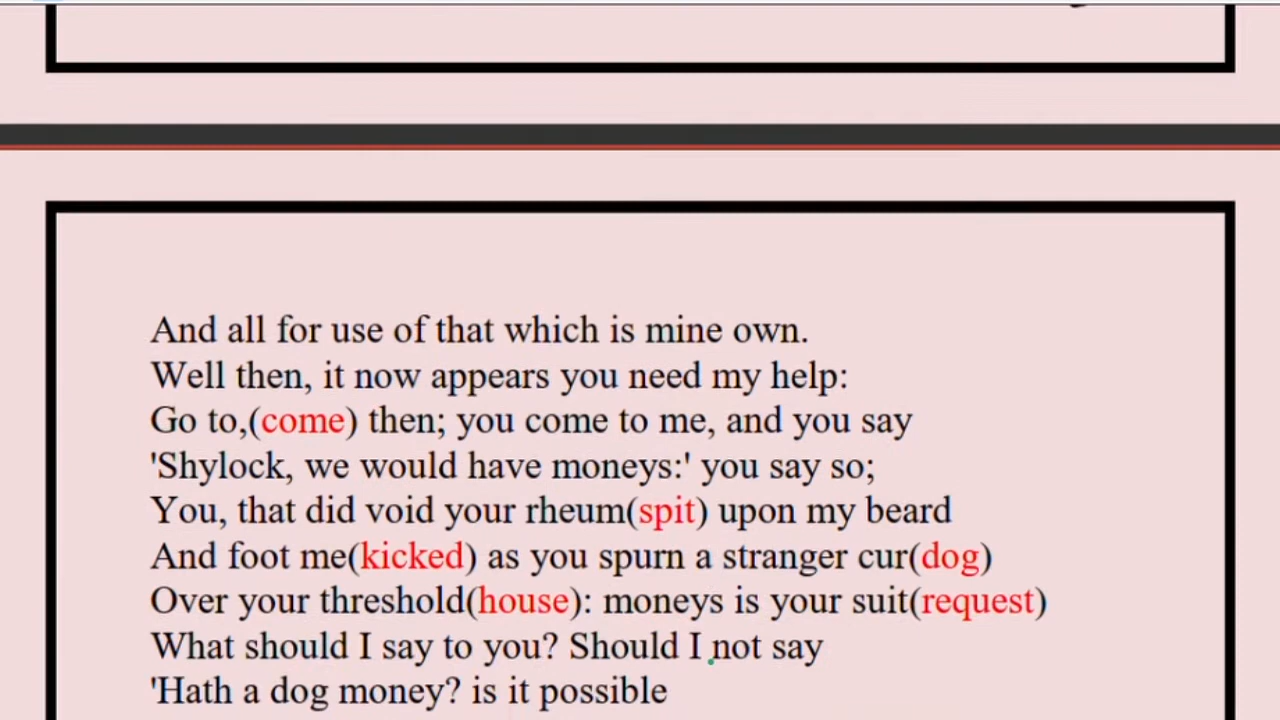 And all for use of that which is mine own.
Well then, it now appears you need my help:
Go to,(come) then; you come to me, and you say
'Shylock, we would have moneys:' you say so;
You, that did void your rheum(spit) upon my beard
And foot me(kicked) as you spurn a stranger cur(dog)
Over your threshold(house): moneys is your suit(request)
What should I say to you? Should I not say
'Hath a dog money? is it possible